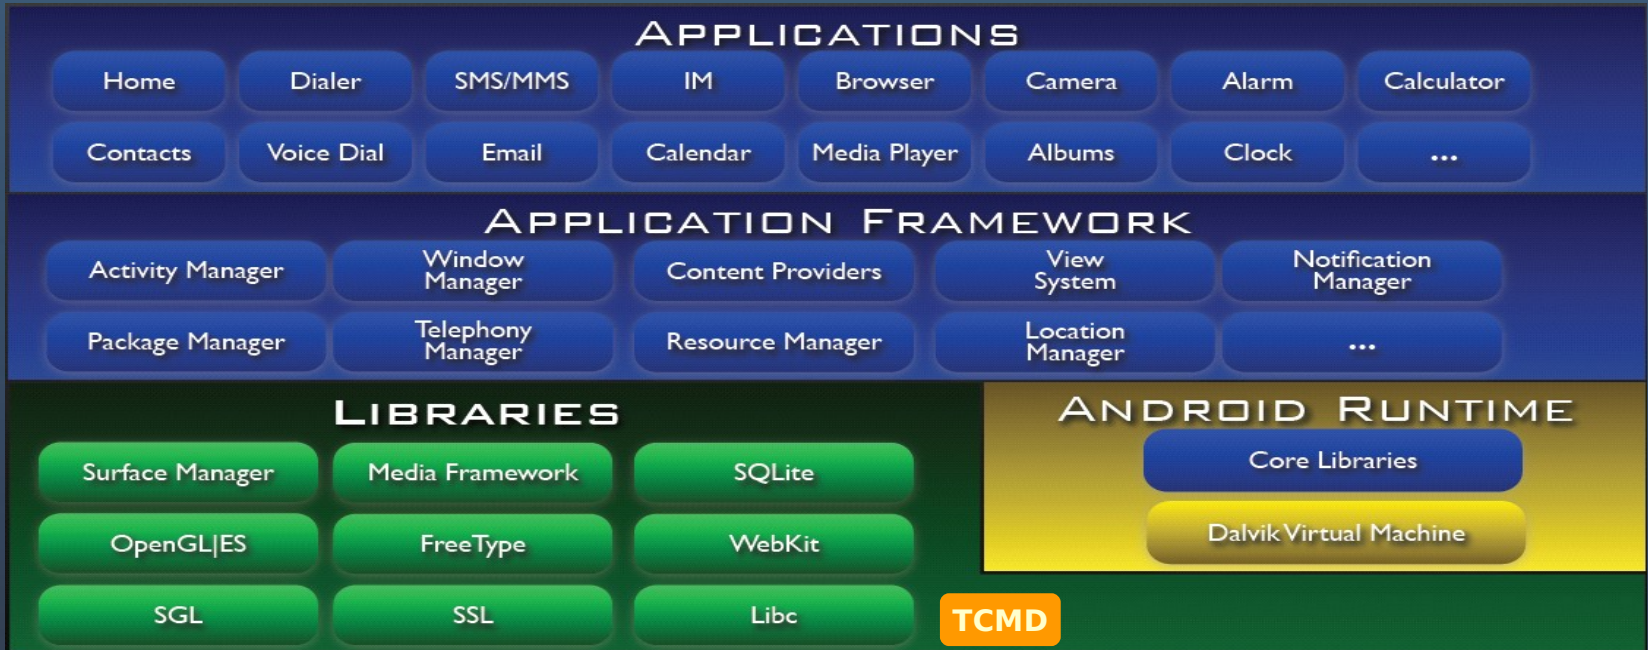 APPLICATIONS
Home Dialer SMS/MMS IM Browser Camera Alarm Calculator
Contacts Voice Dial Email Calendar Media Player Albums Clock ...
APPLICATION FRAMEWORK
Activity Manager Window Manager Content Providers View System Notification Manager
Package Manager Telephony Manager Resource Manager Location Manager ...
LIBRARIES
Surface Manager Media Framework SQLite
OpenGL|ES FreeType WebKit
SGL SSL Libc
ANDROID RUNTIME
Core Libraries
Dalvik Virtual Machine
TCMD